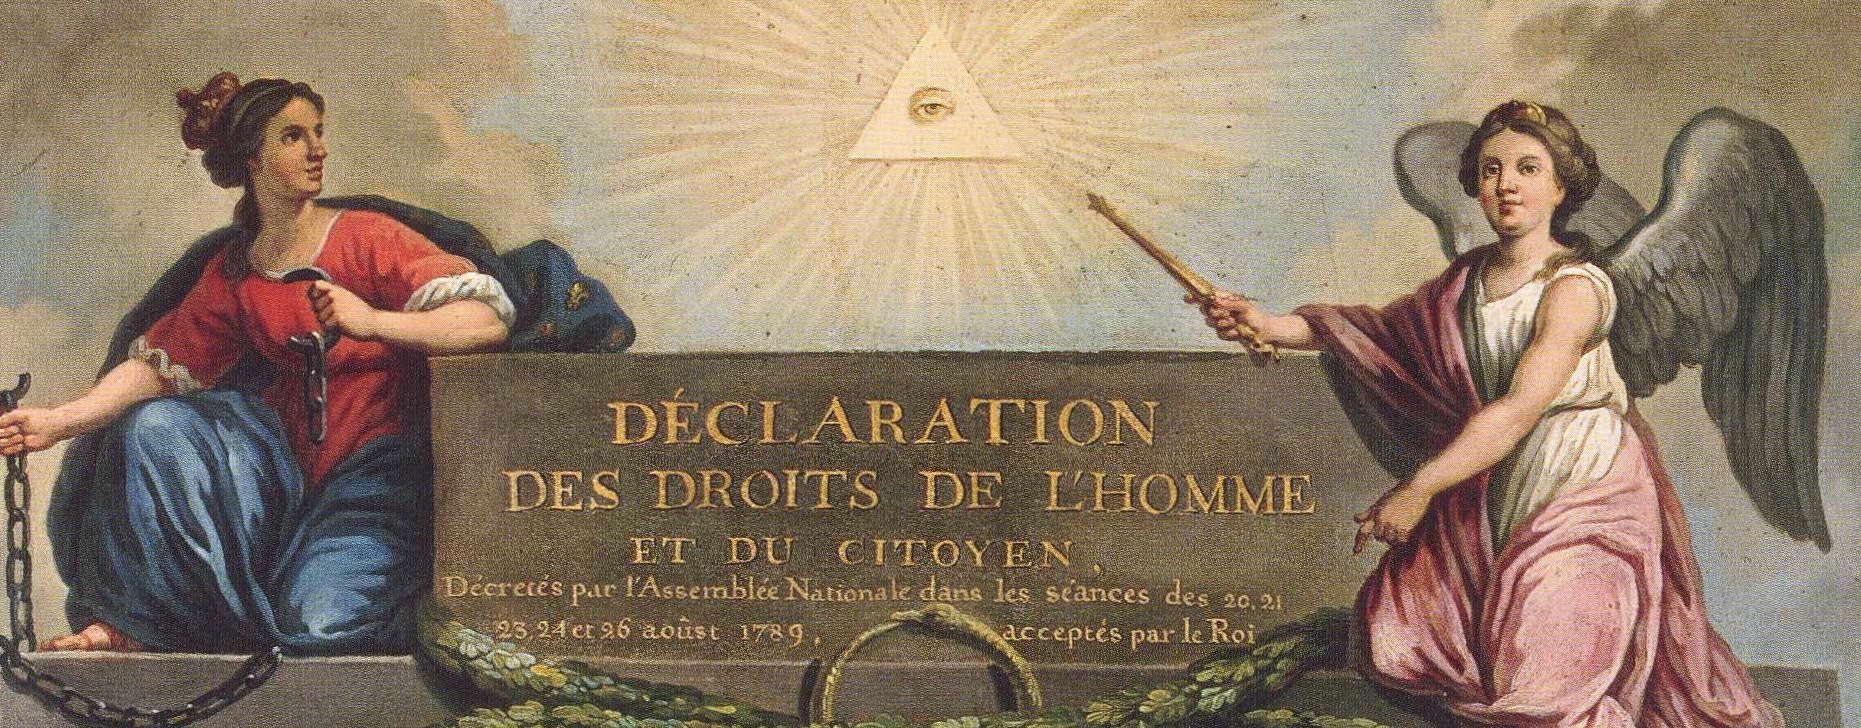 DÉCLARATION
DES DROITS DE L'HOMME
ET DU CITOYEN,
Décretés par l'Assemblée Nationale dans les séances des 20, 21
23, 24 et 26 aoûst 1789, acceptés par le Roi